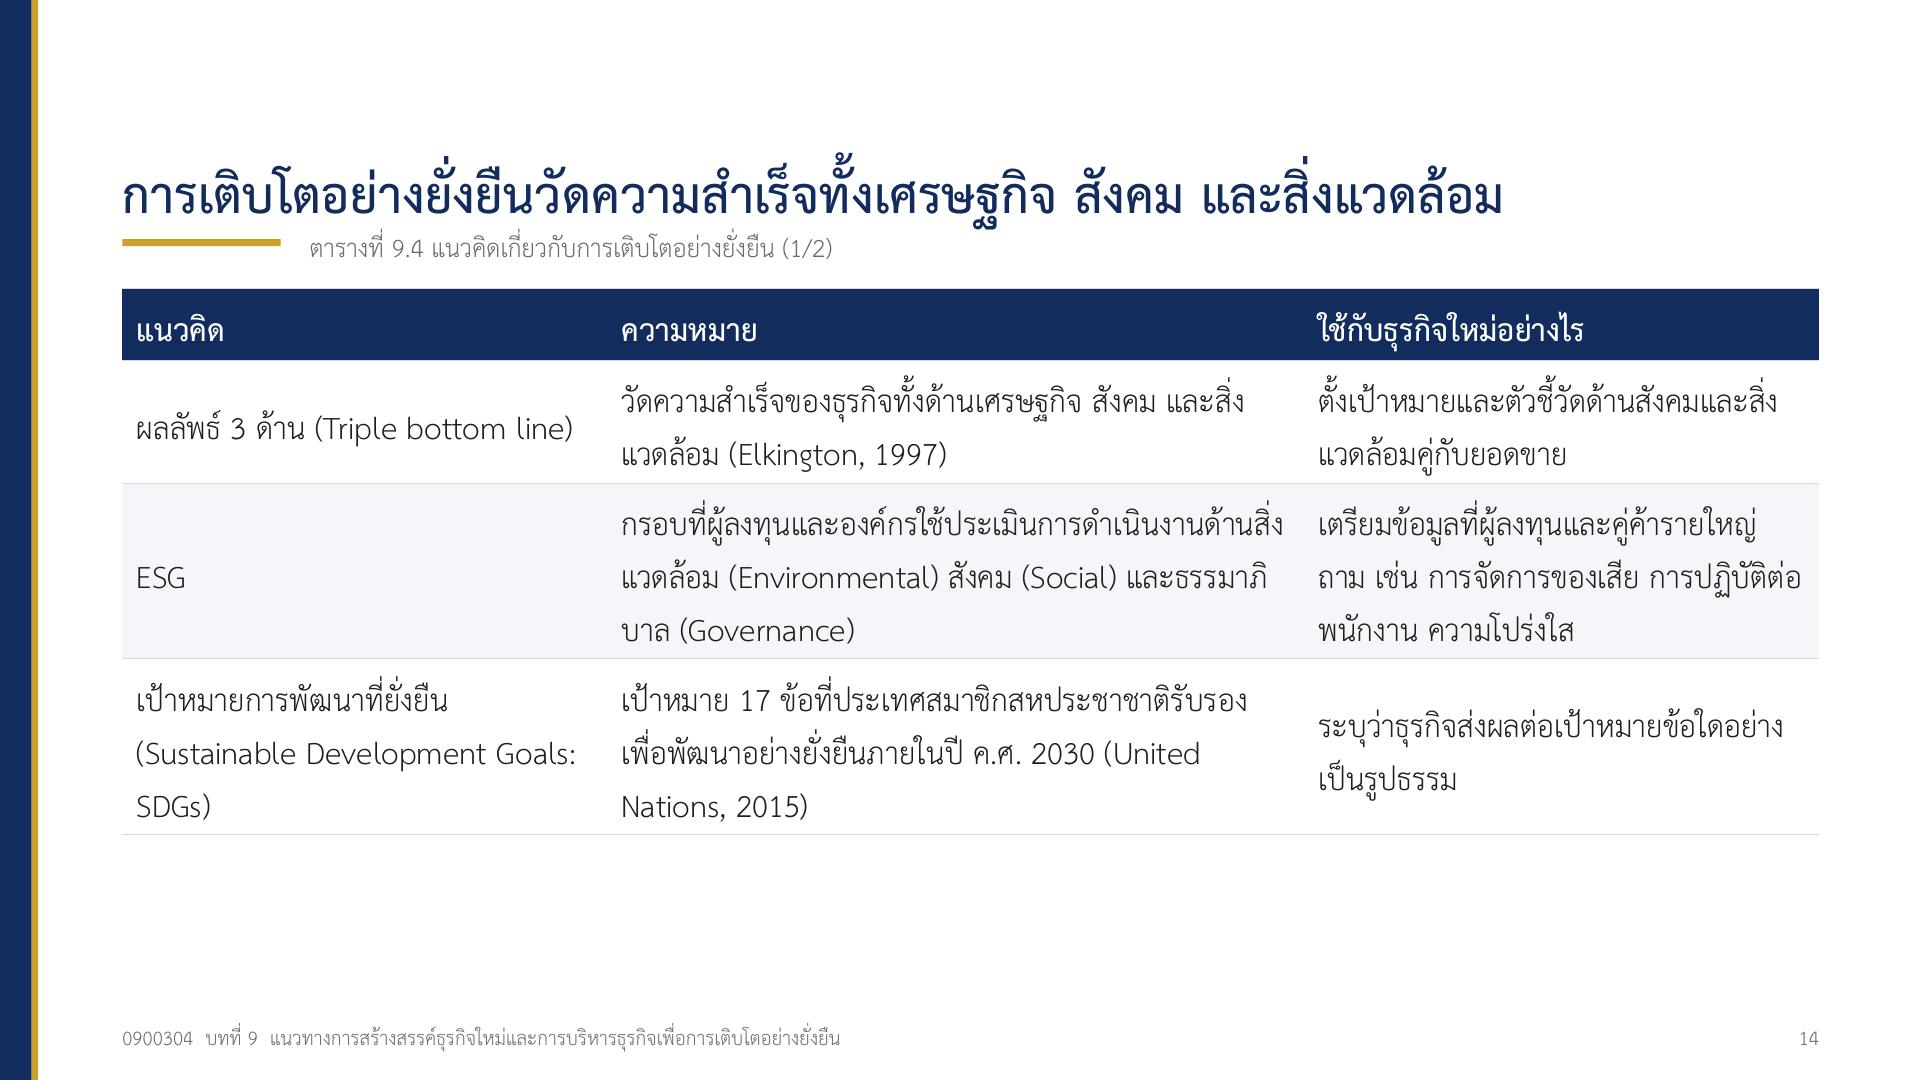 การเติบโตอย่างยั่งยืนวัดความสำเร็จทั้งเศรษฐกิจ สังคม และสิ่งแวดล้อม
ตารางที่ 9.4 แนวคิดเกี่ยวกับการเติบโตอย่างยั่งยืน (1/2)
แนวคิด
ความหมาย
ใช้กับธุรกิจใหม่อย่างไร
ผลลัพธ์ 3 ด้าน (Triple bottom line)
วัดความสำเร็จของธุรกิจทั้งด้านเศรษฐกิจ สังคม และสิ่ง
แวดล้อม (Elkington, 1997)
ตั้งเป้าหมายและตัวชี้วัดด้านสังคมและสิ่ง
แวดล้อมคู่กับยอดขาย
ESG
กรอบที่ผู้ลงทุนและองค์กรใช้ประเมินการดำเนินงานด้านสิ่ง
แวดล้อม (Environmental) สังคม (Social) และธรรมาภิ
บาล (Governance)
เตรียมข้อมูลที่ผู้ลงทุนและคู่ค้ารายใหญ่
ถาม เช่น การจัดการของเสีย การปฏิบัติต่อ
พนักงาน ความโปร่งใส
เป้าหมายการพัฒนาที่ยั่งยืน
(Sustainable Development Goals:
SDGs)
เป้าหมาย 17 ข้อที่ประเทศสมาชิกสหประชาชาติรับรอง
เพื่อพัฒนาอย่างยั่งยืนภายในปี ค.ศ. 2030 (United
Nations, 2015)
ระบุว่าธุรกิจส่งผลต่อเป้าหมายข้อใดอย่าง
เป็นรูปธรรม
0900304 บทที่ 9 แนวทางการสร้างสรรค์ธุรกิจใหม่และการบริหารธุรกิจเพื่อการเติบโตอย่างยั่งยืน
14